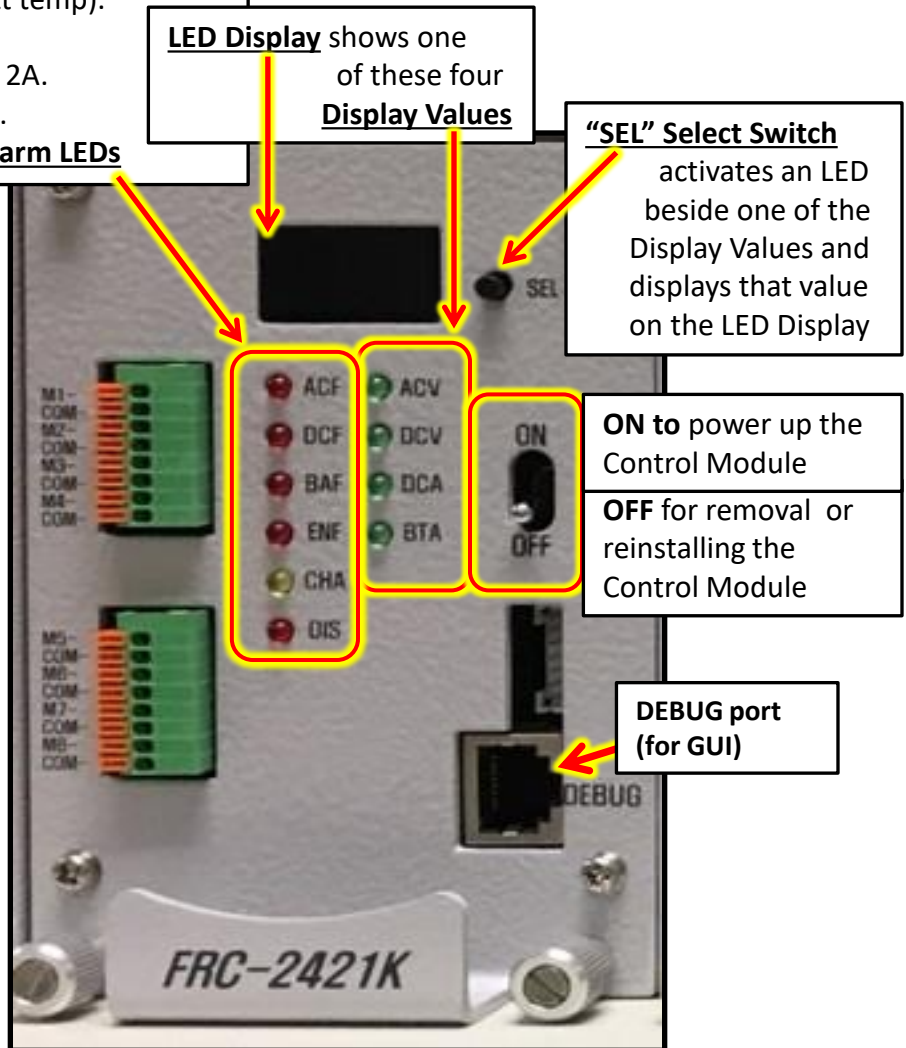 t temp).
2A.
.
arm LEDs
LED Display shows one
of these four
Display Values
"SEL" Select Switch
activates an LED
beside one of the
Display Values and
displays that value
on the LED Display
SEL
M1-
COM-
M2-
COM-
M3-
COM-
M4-
COM-
ACF
DCF
BAF
ENF
CHA
OIS
ACV
DCV
DCA
BTA
ON
OFF
ON to power up the
Control Module
OFF for removal or
reinstalling the
Control Module
M5-
COM-
M6-
COM-
M7-
COM-
M8-
COM-
DEBUG port
(for GUI)
DEBUG
FRC-2421K